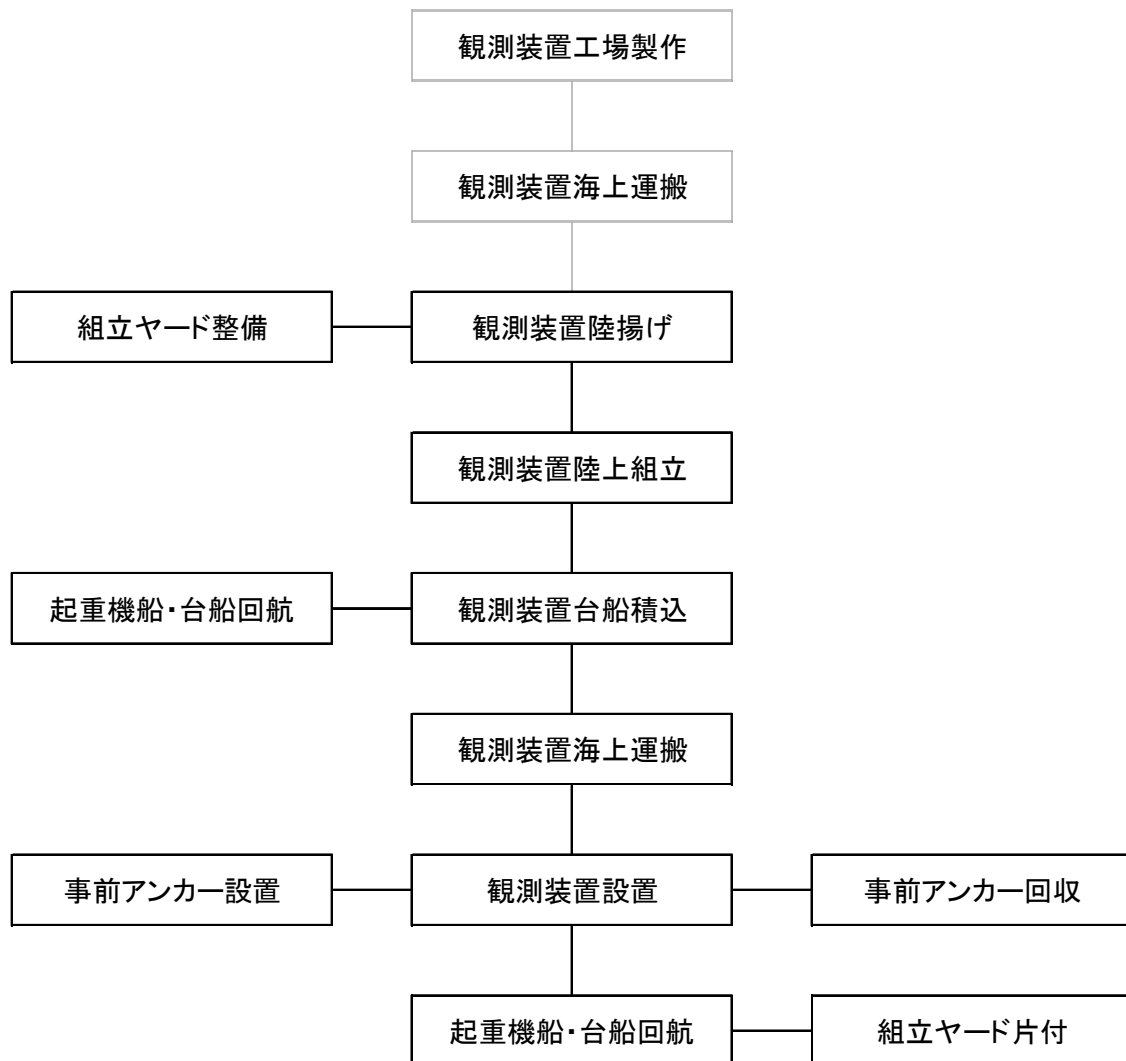 観測装置工場製作
観測装置海上運搬
組立ヤード整備
観測装置陸揚げ
観測装置陸上組立
起重機船・台船回航
観測装置台船積込
観測装置海上運搬
事前アンカー設置
観測装置設置
事前アンカー回収
起重機船・台船回航
組立ヤード片付